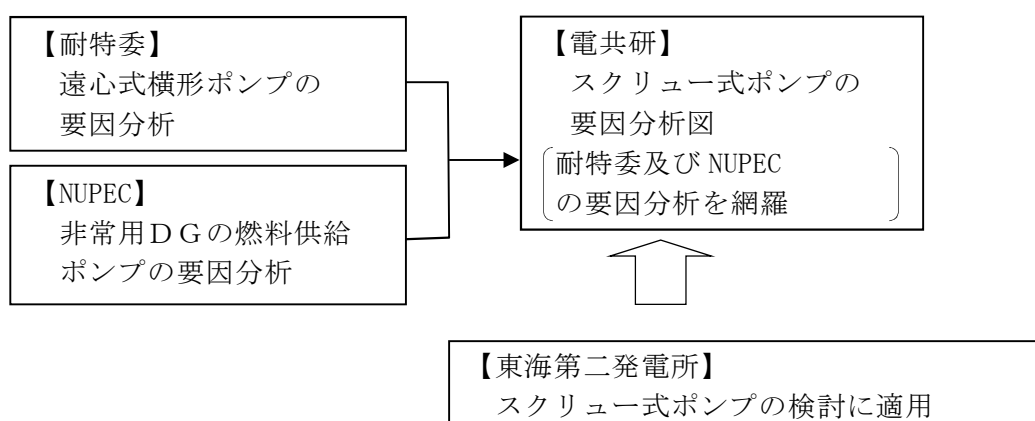 【耐特委】
遠心式横形ポンプの
要因分析
【NUPEC】
非常用DGの燃料供給
ポンプの要因分析
【電共研】
スクリュー式ポンプの
要因分析図
耐特委及び NUPEC
の要因分析を網羅
【東海第二発電所】
スクリュー式ポンプの検討に適用